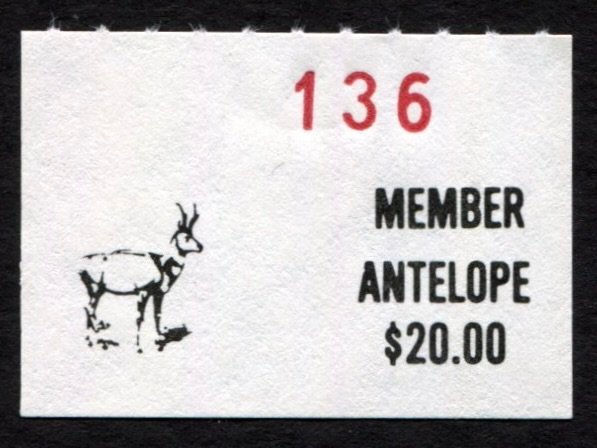 136
MEMBER
ANTELOPE
$20.00